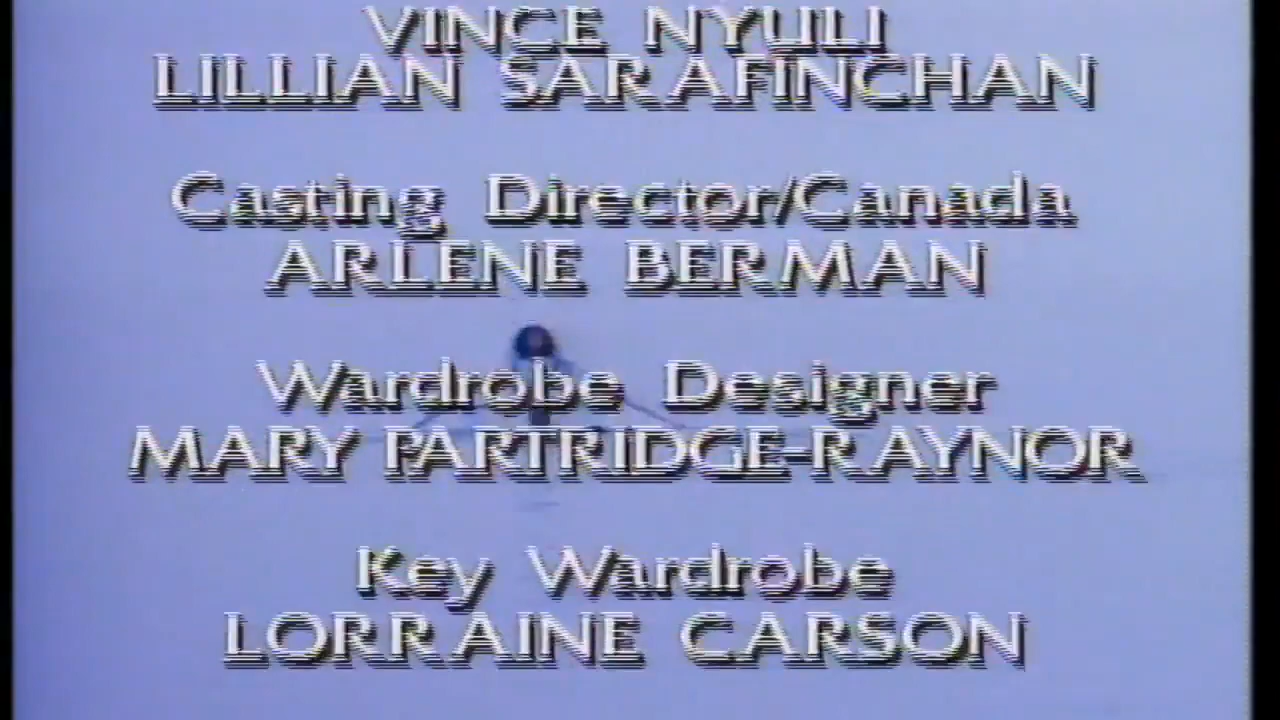 VINCE NYULI
LILLIAN SARAFINCHAN
Casting Director/Canada
ARLENE BERMAN
Wardrobe Designer
MARY PARTRIDGE-RAYNOR
Key Wardrobe
LORRAINE CARSON